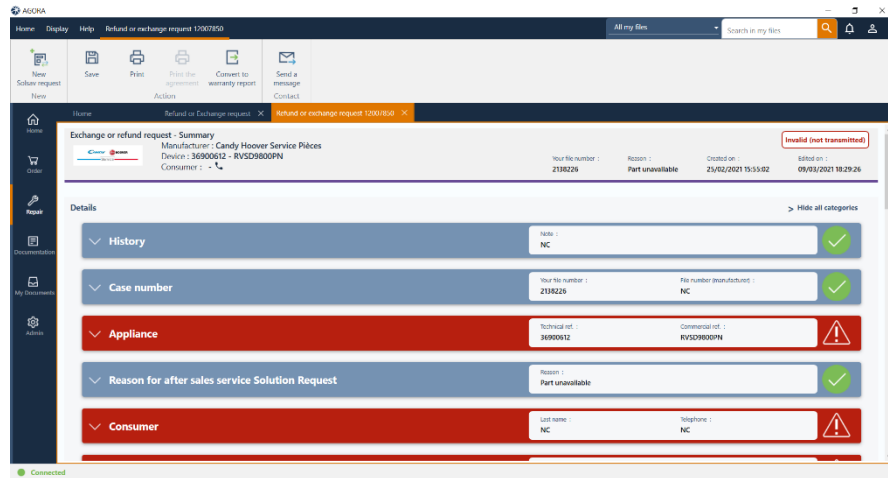 AGORA
Home Display Help Refund or exchange request 12007850
All my files
Search in my files
New Solsav request
Save
Print
Print the agreement
Convert to warranty report
Send a message
New
Action
Contact
Home
Refund or Exchange request
Refund or exchange request 12007850
Home
Order
Repair
Documentation
My Documents
Admin
Exchange or refund request - Summary
Invalid (not transmitted)
Manufacturer : Candy Hoover Service Pièces
Device : 36900612 - RVSD9800PN
Consumer : -
Your file number :
2138226
Reason :
Part unavailable
Created on :
25/02/2021 15:55:02
Edited on :
09/03/2021 18:29:26
Details
> Hide all categories
History
Note :
NC
Case number
Your file number :
2138226
File number (manufacturer) :
NC
Appliance
Technical ref. :
36900612
Commercial ref. :
RVSD9800PN
Reason for after sales service Solution Request
Reason :
Part unavailable
Consumer
Last name :
NC
Telephone :
NC
Connected